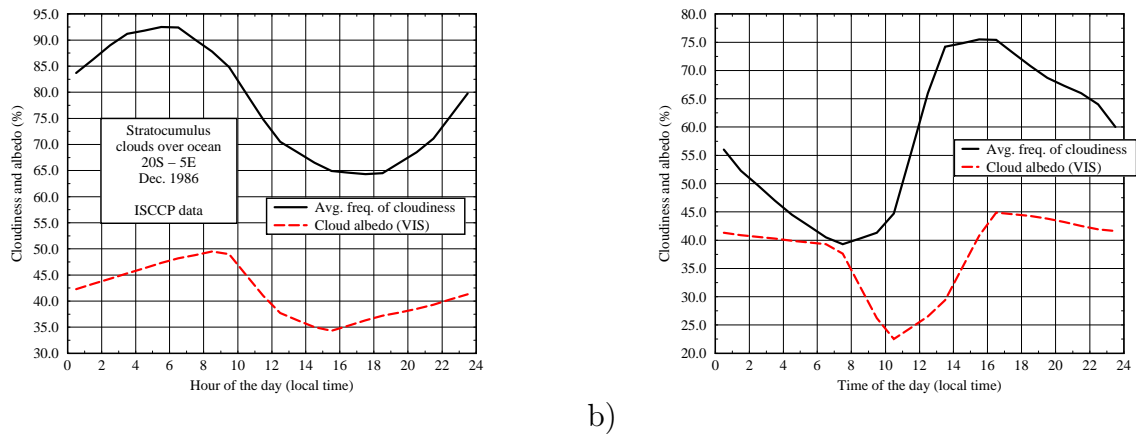 95.0
90.0
85.0
80.0
75.0
70.0
65.0
60.0
55.0
50.0
45.0
40.0
35.0
30.0
Cloudiness and albedo (%)
Stratocumulus
clouds over ocean
20S – 5E
Dec. 1986
ISCCP data
Avg. freq. of cloudiness
Cloud albedo (VIS)
0 2 4 6 8 10 12 14 16 18 20 22 24
Hour of the day (local time)
b)
80.0
75.0
70.0
65.0
60.0
55.0
50.0
45.0
40.0
35.0
30.0
25.0
20.0
Cloudiness and albedo (%)
Avg. freq. of cloudiness
Cloud albedo (VIS)
0 2 4 6 8 10 12 14 16 18 20 22 24
Time of the day (local time)